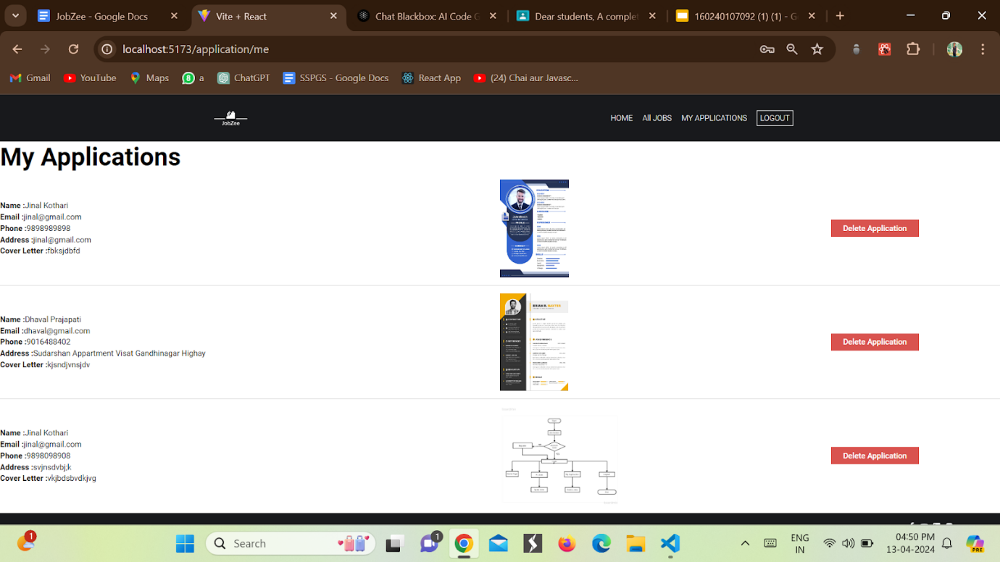 JobZee - Google Docs
Vite + React
Chat Blackbox: AI Code G
Dear students, A complet
160240107092 (1) (1) - G
localhost:5173/application/me
Gmail
YouTube
Maps
8 a
ChatGPT
SSPGS - Google Docs
React App
(24) Chai aur Javasc...
JobZee
HOME
All JOBS
MY APPLICATIONS
LOGOUT
My Applications
Name :Jinal Kothari
Email :jinal@gmail.com
Phone :9898989898
Address :jinal@gmail.com
Cover Letter :fbksjdbfd
Delete Application
Name :Dhaval Prajapati
Email :dhaval@gmail.com
Phone :9016488402
Address :Sudarshan Appartment Visat Gandhinagar Highay
Cover Letter :kjsndjvnsjdv
BRIAN R. BAXTER
Delete Application
Name :Jinal Kothari
Email :jinal@gmail.com
Phone :9898098908
Address :svjnsdvbj;k
Cover Letter :vkjbdsbvdkjvg
Delete Application
1
Search
1
ENG
IN
04:50 PM
13-04-2024
PRE